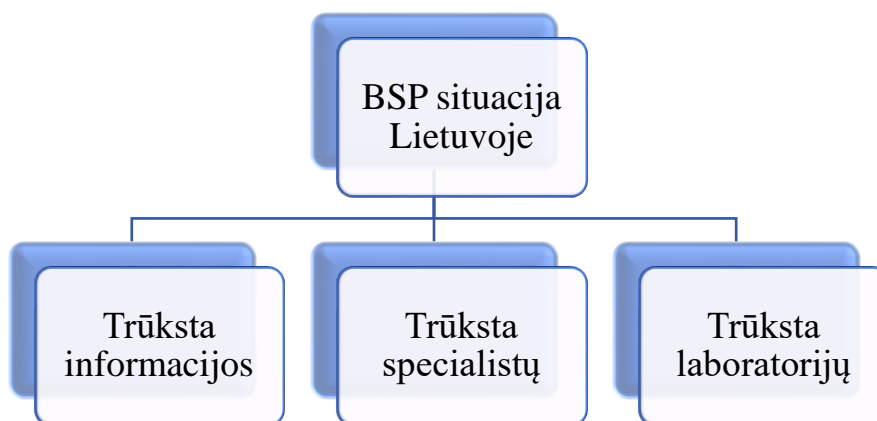 BSP situacija
Lietuvoje
Trūksta
informacijos
Trūksta
specialistų
Trūksta
laboratorijų